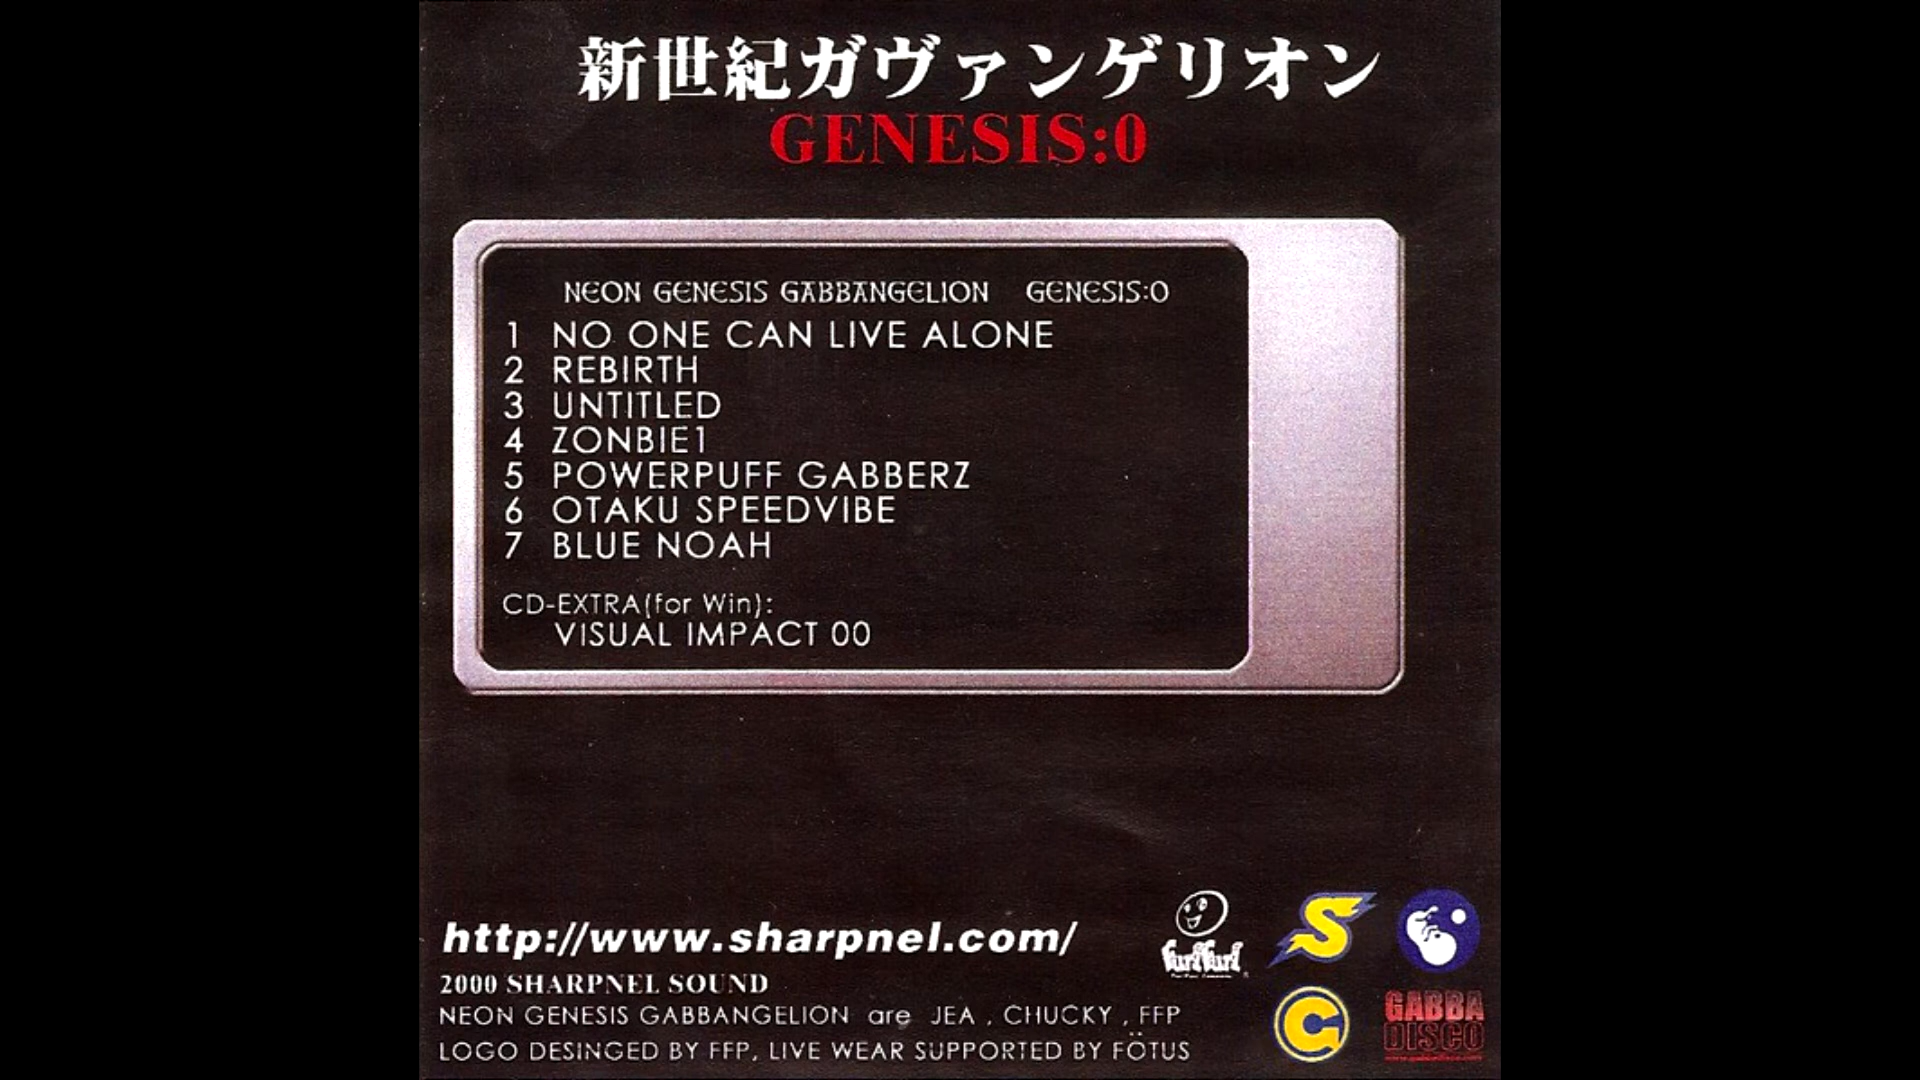 新世紀ガヴァンゲリオン
GENESIS:0
NEON GENESIS GABBANGELION GENESIS:0
1 NO ONE CAN LIVE ALONE
2 REBIRTH
3 UNTITLED
4 ZONBIE1
5 POWERPUFF GABBERZ
6 OTAKU SPEEDVIBE
7 BLUE NOAH
CD-EXTRA(for Win):
VISUAL IMPACT 00
http://www.sharpnel.com/
2000 SHARPNEL SOUND
NEON GENESIS GABBANGELION are JEA , CHUCKY , FFP
LOGO DESINGED BY FFP, LIVE WEAR SUPPORTED BY FÖTUS
FuriFuri
S
G
GABBA
DISCO